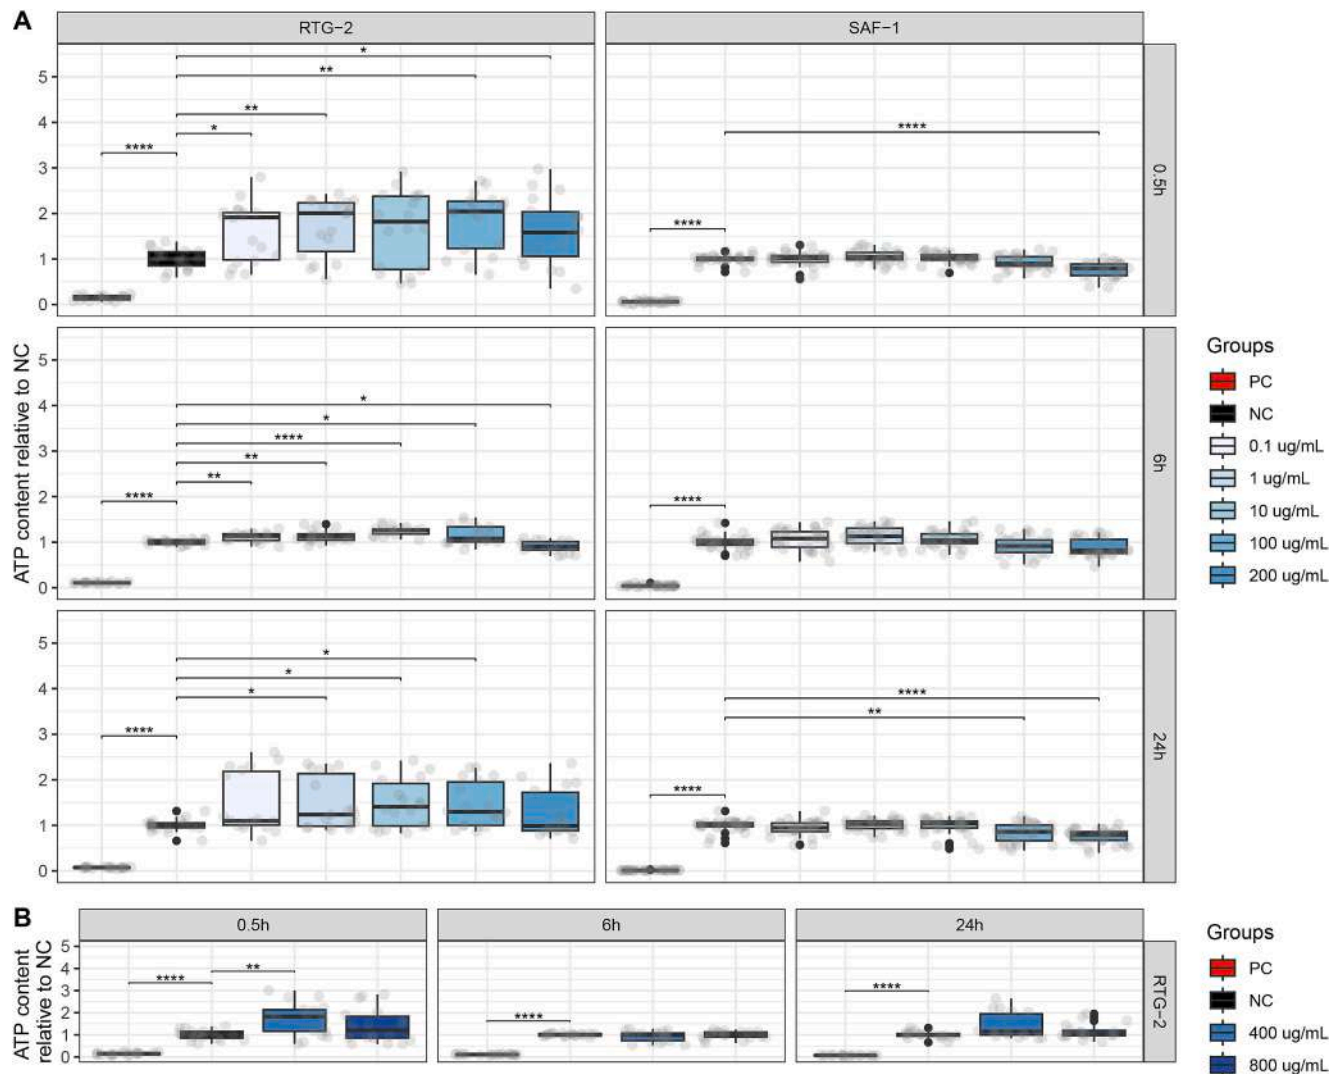 A
RTG−2
SAF−1
ATP content relative to NC
5
4
3
2
1
0
****
*
**
**
*
****
****
0.5h
5
4
3
2
1
0
****
**
**
****
*
*
****
6h
5
4
3
2
1
0
****
*
*
*
****
**
****
24h
Groups
PC
NC
0.1 ug/mL
1 ug/mL
10 ug/mL
100 ug/mL
200 ug/mL
B
0.5h
6h
24h
ATP content
relative to NC
5
4
3
2
1
0
****
**
****
****
RTG−2
Groups
PC
NC
400 ug/mL
800 ug/mL